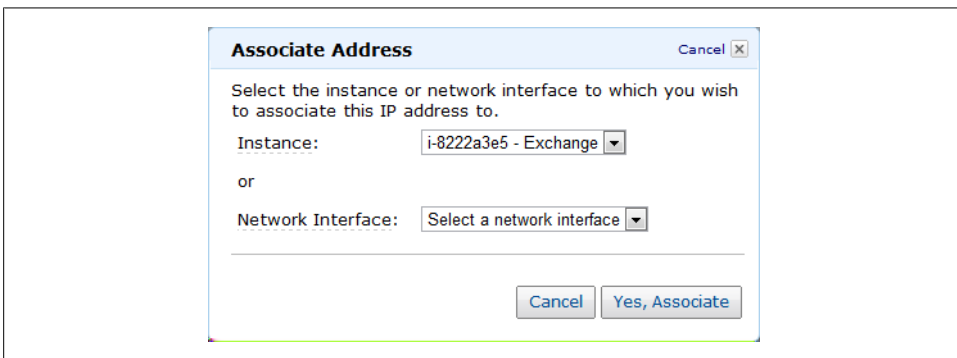 Associate Address
Cancel
Select the instance or network interface to which you wish
to associate this IP address to.
Instance: i-8222a3e5 - Exchange
or
Network Interface: Select a network interface
Cancel Yes, Associate